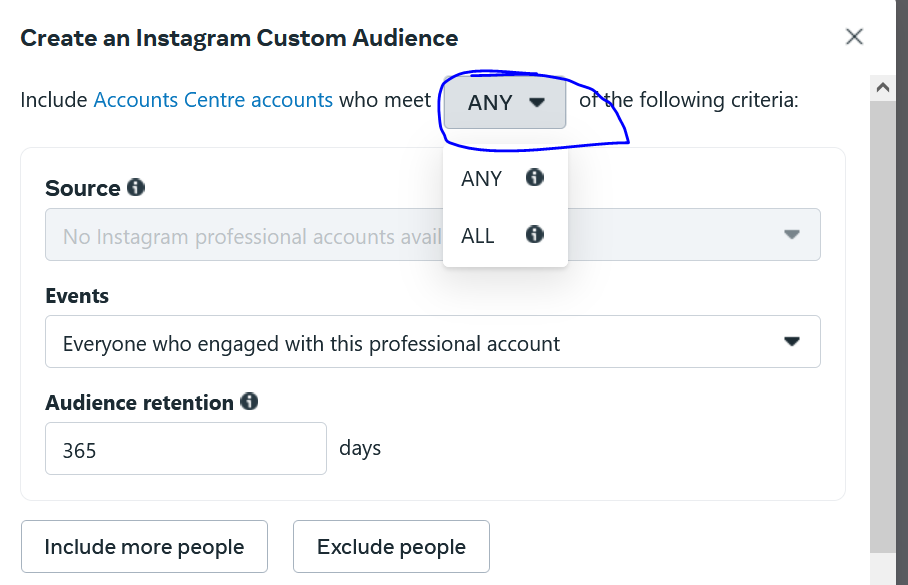 Create an Instagram Custom Audience
Include Accounts Centre accounts who meet ANY of the following criteria:
ANY
ALL
Source
No Instagram professional accounts avail
Events
Everyone who engaged with this professional account
Audience retention
365 days
Include more people Exclude people